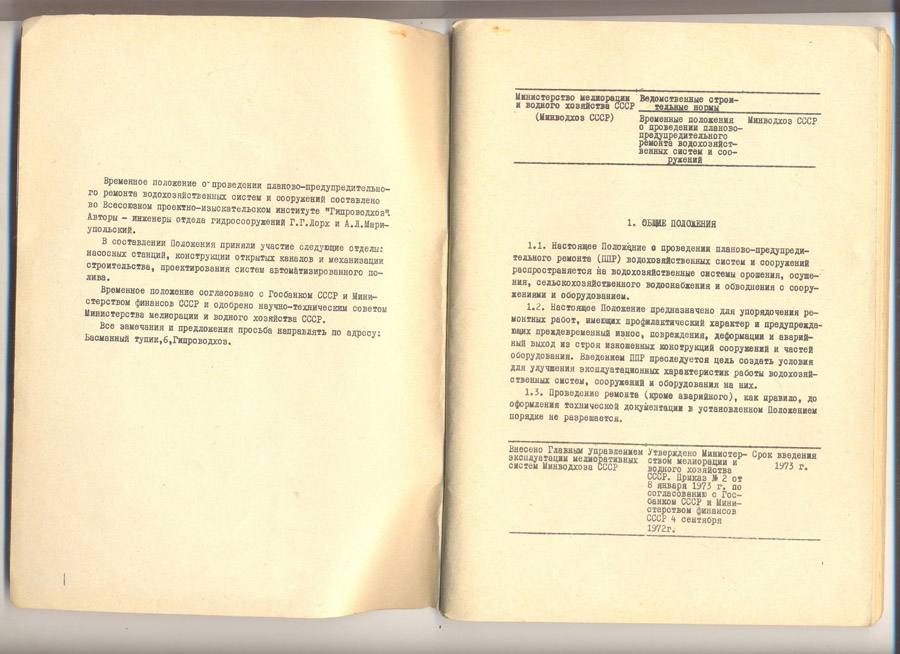 Временное положение о проведении планово-предупредительно-
го ремонта водохозяйственных систем и сооружений составлено
во Всесоюзном проектно-изыскательском институте "Гипроводхоз".
Авторы - инженеры отдела гидросооружений Г.Г.Лорх и А.Л.Мари-
упольский.
В составлении Положения приняли участие следующие отделы:
насосных станций, конструкции открытых каналов и механизации
строительства, проектирования систем автоматизированного по-
лива.
Временное положение согласовано с Госбанком СССР и Мини-
стерством финансов СССР и одобрено научно-техническим советом
Министерства мелиорации и водного хозяйства СССР.
Все замечания и предложения просьба направлять по адресу:
Басманный тупик,6,Гипроводхоз.
Министерство мелиорации
и водного хозяйства СССР
(Минводхоз СССР)
Ведомственные строи-
тельные нормы
Временные положения
о проведении планово-
предупредительного
ремонта водохозяйст-
венных систем и соо-
ружений
Минводхоз СССР
1. ОБЩИЕ ПОЛОЖЕНИЯ
1.1. Настоящее Положение о проведении планово-предупреди-
тельного ремонта (ППР) водохозяйственных систем и сооружений
распространяется на водохозяйственные системы орошения, осуше-
ния, сельскохозяйственного водоснабжения и обводнения с соору-
жениями и оборудованием.
1.2. Настоящее Положение предназначено для упорядочения ре-
монтных работ, имеющих профилактический характер и предупрежда-
ющих преждевременный износ, повреждения, деформации и аварий-
ный выход из строя изношенных конструкций сооружений и частей
оборудования. Введением ППР преследуется цель создать условия
для улучшения эксплуатационных характеристик работы водохозяй-
ственных систем, сооружений и оборудования на них.
1.3. Проведение ремонта (кроме аварийного), как правило, до
оформления технической документации в установленном Положением
порядке не разрешается.
Внесено Главным управлением
эксплуатации мелиоративных
систем Минводхоза СССР
Утверждено Министер-
ством мелиорации и
водного хозяйства
СССР. Приказ № 2 от
8 января 1973 г. по
согласованию с Гос-
банком СССР и Мини-
стерством финансов
СССР 4 сентября
1972г.
Срок введения
1973 г.